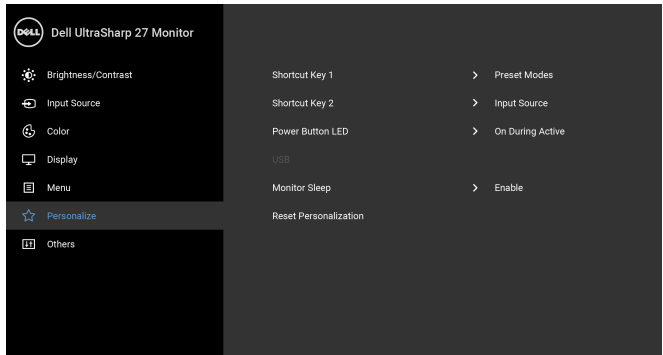 DELL Dell UltraSharp 27 Monitor
Brightness/Contrast
Input Source
Color
Display
Menu
Personalize
Others
Shortcut Key 1 > Preset Modes
Shortcut Key 2 > Input Source
Power Button LED > On During Active
USB
Monitor Sleep > Enable
Reset Personalization